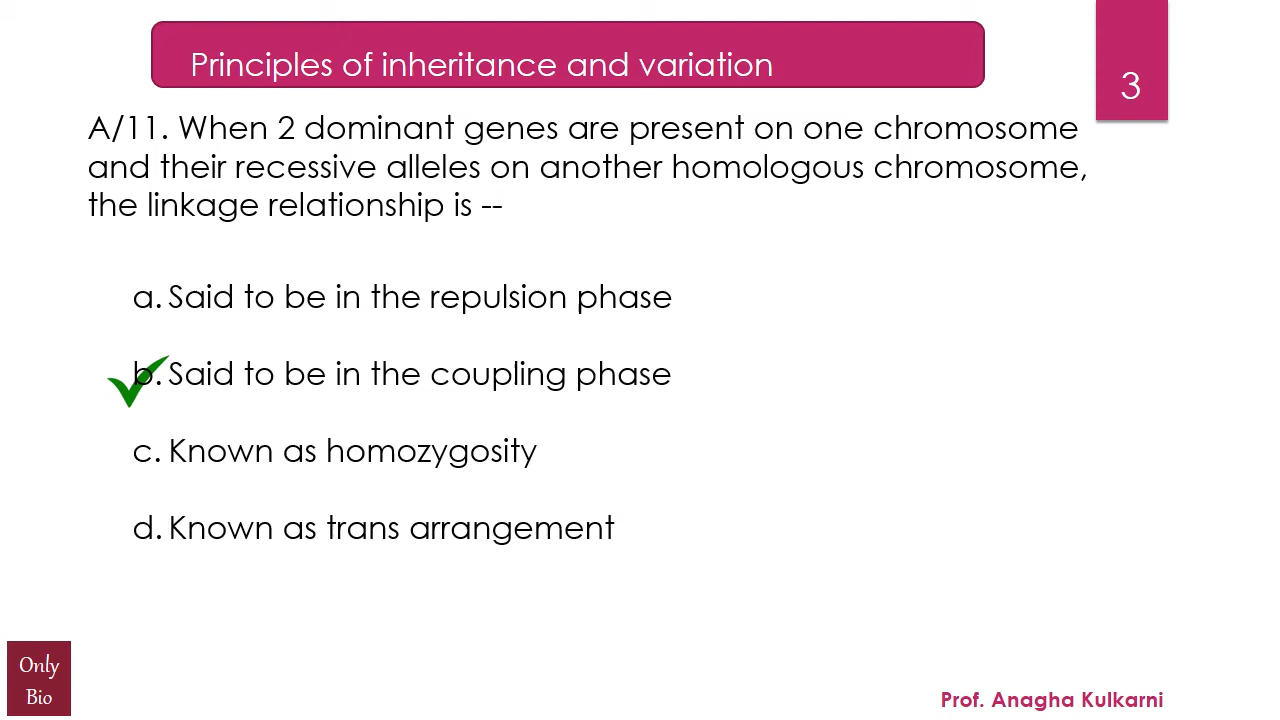 Principles of inheritance and variation
3
A/11. When 2 dominant genes are present on one chromosome
and their recessive alleles on another homologous chromosome,
the linkage relationship is --
a. Said to be in the repulsion phase
b. Said to be in the coupling phase
c. Known as homozygosity
d. Known as trans arrangement
Only
Bio
Prof. Anagha Kulkarni